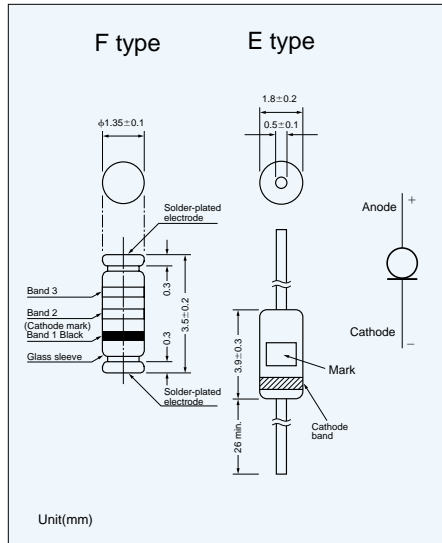 F type
E type
φ1.35±0.1
1.8±0.2
0.5±0.1
Solder-plated
electrode
Anode
+
Band 3
Band 2
(Cathode mark)
Band 1 Black
Glass sleeve
0.3
3.5±0.2
0.3
Solder-plated
electrode
3.9±0.3
26 min.
Mark
Cathode
band
Cathode
−
Unit(mm)